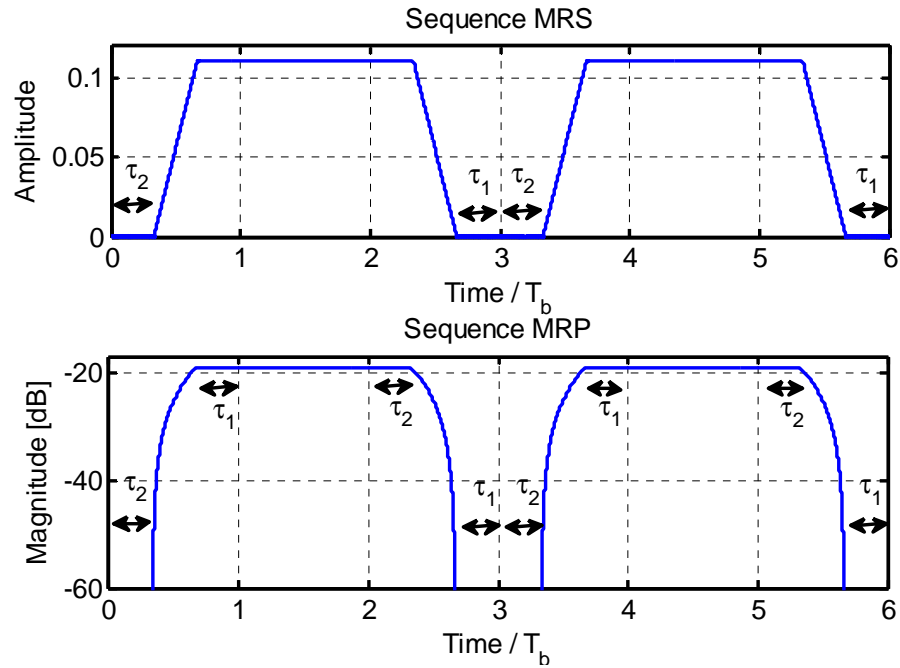 Sequence MRS
Amplitude
0.1
0.05
0
τ2
τ1
τ2
τ1
0 1 2 3 4 5 6
Time / Tb
Sequence MRP
Magnitude [dB]
-20
-40
-60
τ1
τ2
τ1
τ2
τ2
τ1
τ2
τ1
0 1 2 3 4 5 6
Time / Tb